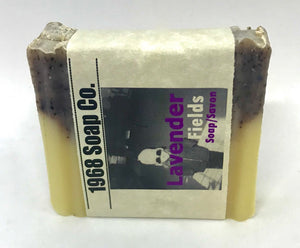 1968 Soap Co.
Lavender
Fields
Soap/Savon